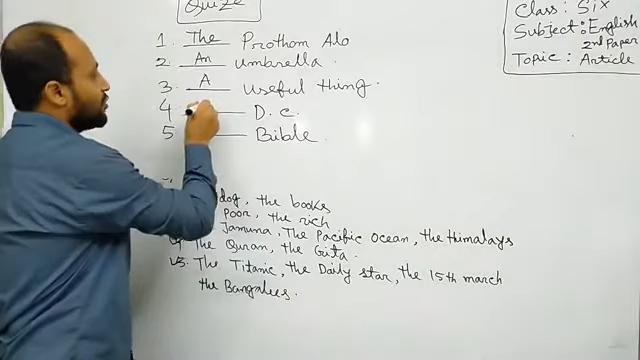 Quize
Class: Six
Subject: English
2nd Paper
Topic: Article
1. The Prothom Alo
2. An umbrella.
3. A useful thing.
4 D.C.
5 Bible.
dog, the books
Poor, the rich
Jamuna, The Pacific Ocean, the Himalays
The Quran, the Gita.
5. The Titanic, the Daily star, the 15th march
the Bangalees.